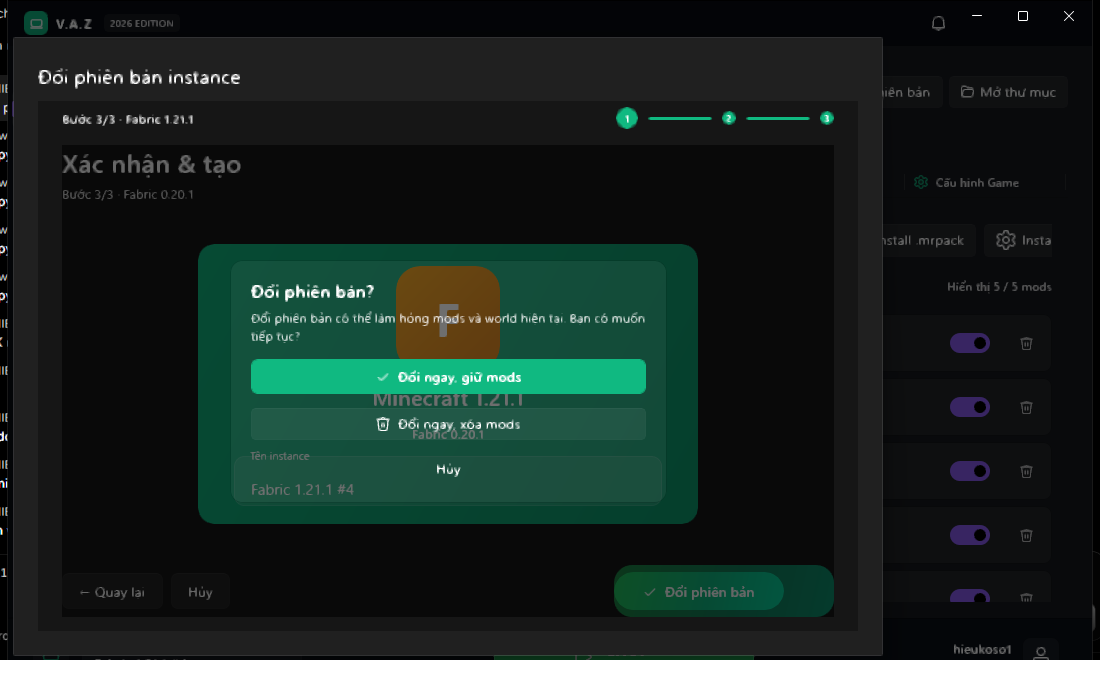 V.A.Z
2026 EDITION
Đổi phiên bản instance
iên bản
Mở thư mục
Bước 3/3 · Fabric 1.21.1
1
2
3
Xác nhận & tạo
Bước 3/3 · Fabric 0.20.1
Cấu hình Game
nstall .mrpack
Insta
Hiển thị 5 / 5 mods
Đổi phiên bản?
F
Đổi phiên bản có thể làm hỏng mods và world hiện tại. Bạn có muốn
tiếp tục?
Đổi ngay, giữ mods
Minecraft 1.21.1
Đổi ngay, xóa mods
Fabric 0.20.1
Tên instance
Hủy
Fabric 1.21.1 #4
← Quay lại
Hủy
Đổi phiên bản
hieukoso1